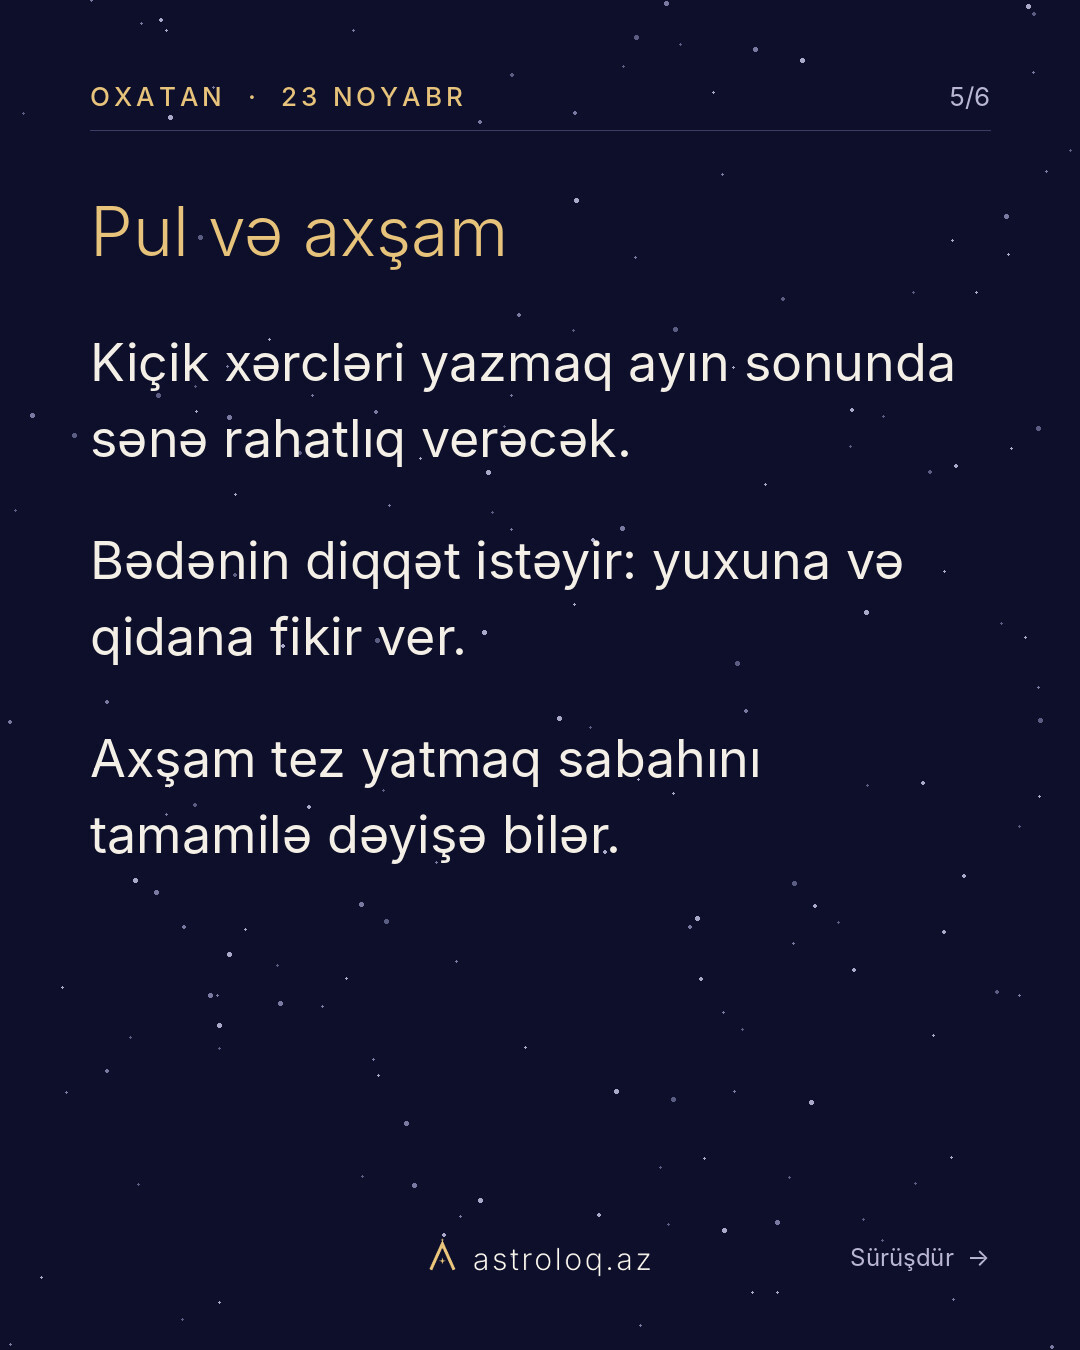 OXATAN · 23 NOYABR 5/6
Pul və axşam
Kiçik xərcləri yazmaq ayın sonunda
sənə rahatlıq verəcək.
Bədənin diqqət istəyir: yuxuna və
qidana fikir ver.
Axşam tez yatmaq sabahını
tamamilə dəyişə bilər.
astroloq.az Sürüşdür →